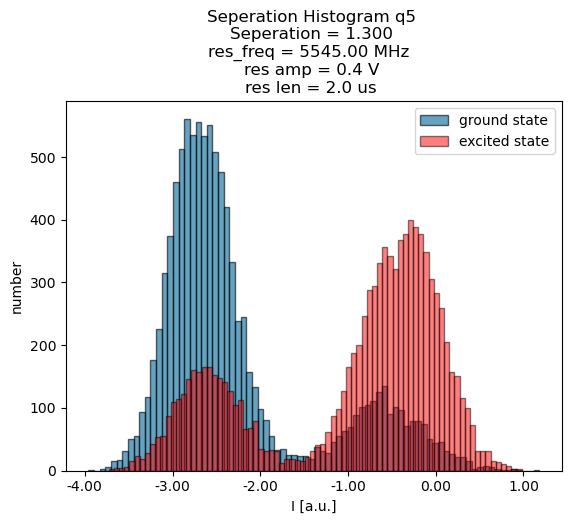 Seperation Histogram q5
Seperation = 1.300
res_freq = 5545.00 MHz
res amp = 0.4 V
res len = 2.0 us
ground state
excited state
500
400
300
200
100
0
number
-4.00 -3.00 -2.00 -1.00 0.00 1.00
I [a.u.]